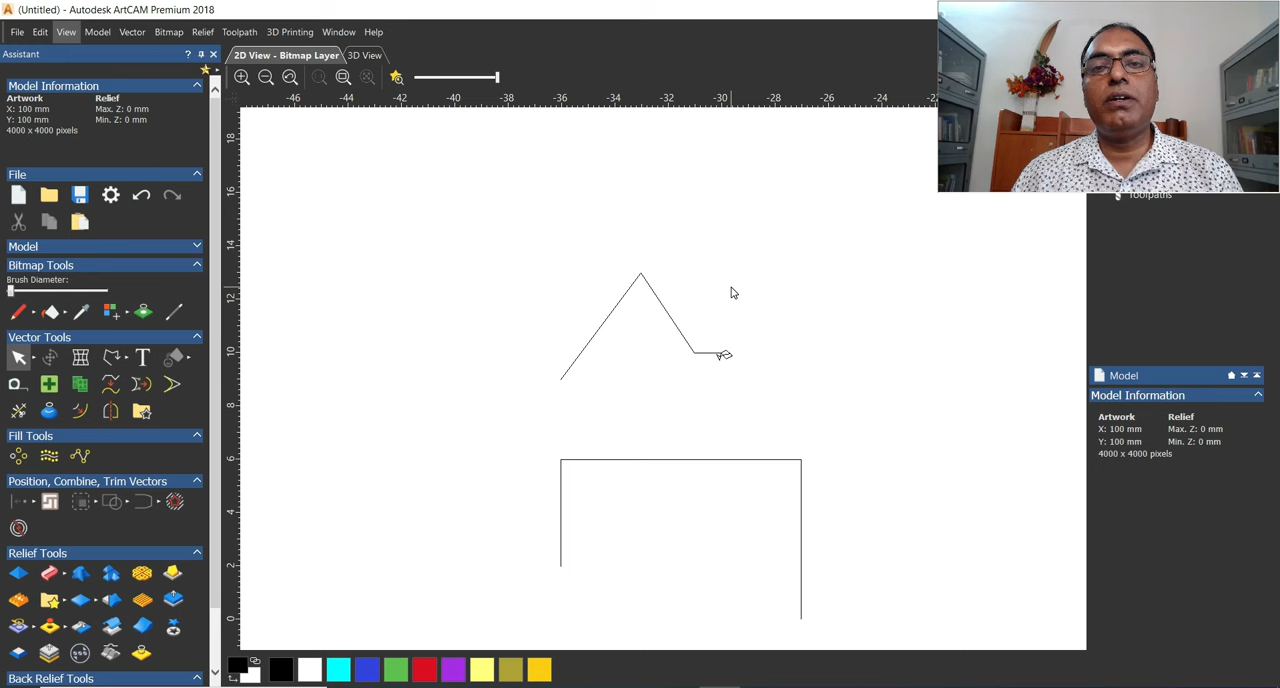 (Untitled) - Autodesk ArtCAM Premium 2018
File Edit View Model Vector Bitmap Relief Toolpath 3D Printing Window Help
Assistant ?
2D View - Bitmap Layer 3D View
Model Information
Artwork Relief
X: 100 mm Max. Z: 0 mm
Y: 100 mm Min. Z: 0 mm
4000 x 4000 pixels
File
Model
Bitmap Tools
Brush Diameter:
Vector Tools
Fill Tools
Position, Combine, Trim Vectors
Relief Tools
Back Relief Tools
-46 -44 -42 -40 -38 -36 -34 -32 -30 -28 -26 -24
18
16
14
12
10
8
6
4
2
0
Toolpaths
Model
Model Information
Artwork Relief
X: 100 mm Max. Z: 0 mm
Y: 100 mm Min. Z: 0 mm
4000 x 4000 pixels